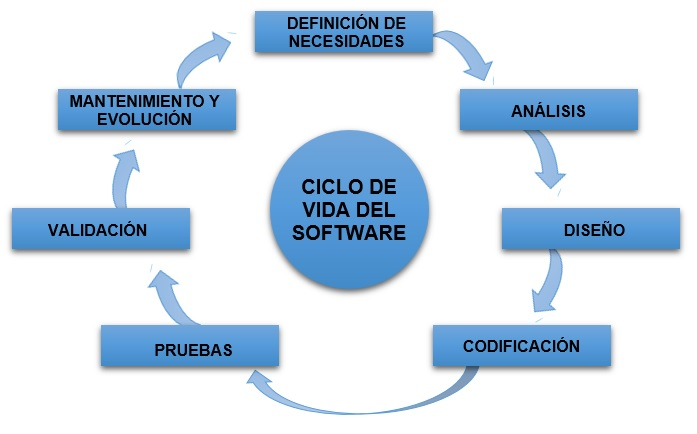 DEFINICIÓN DE
NECESIDADES
ANÁLISIS
DISEÑO
CODIFICACIÓN
PRUEBAS
VALIDACIÓN
MANTENIMIENTO Y
EVOLUCIÓN
CICLO DE
VIDA DEL
SOFTWARE